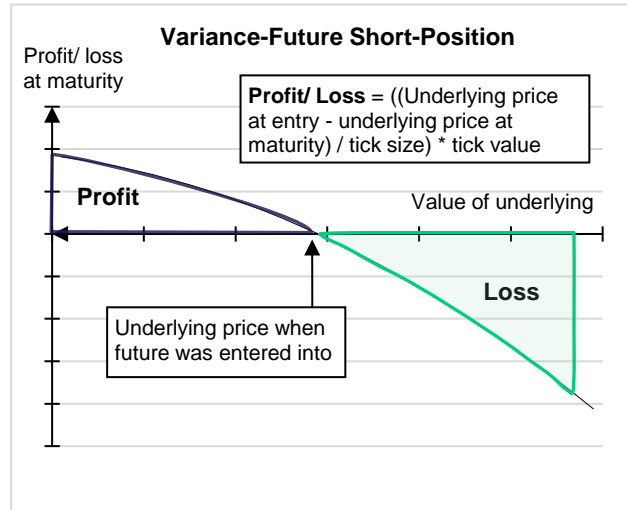 Variance-Future Short-Position
Profit/ loss
at maturity
Profit/ Loss = ((Underlying price
at entry - underlying price at
maturity) / tick size) * tick value
Profit
Value of underlying
Loss
Underlying price when
future was entered into